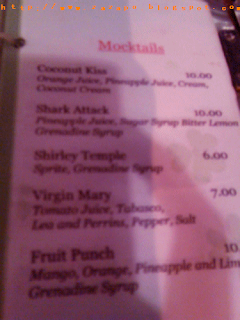 Mocktails
Coconut Kiss 10.00
Orange Juice, Pineapple Juice, Cream,
Coconut Cream
Shark Attack 10.00
Pineapple Juice, Sugar Syrup Bitter Lemon
Grenadine Syrup
Shirley Temple 6.00
Sprite, Grenadine Syrup
Virgin Mary 7.00
Tomato Juice, Tabasco,
Lea and Perrins, Pepper, Salt
Fruit Punch 10
Mango, Orange, Pineapple and Lim
Grenadine Syrup